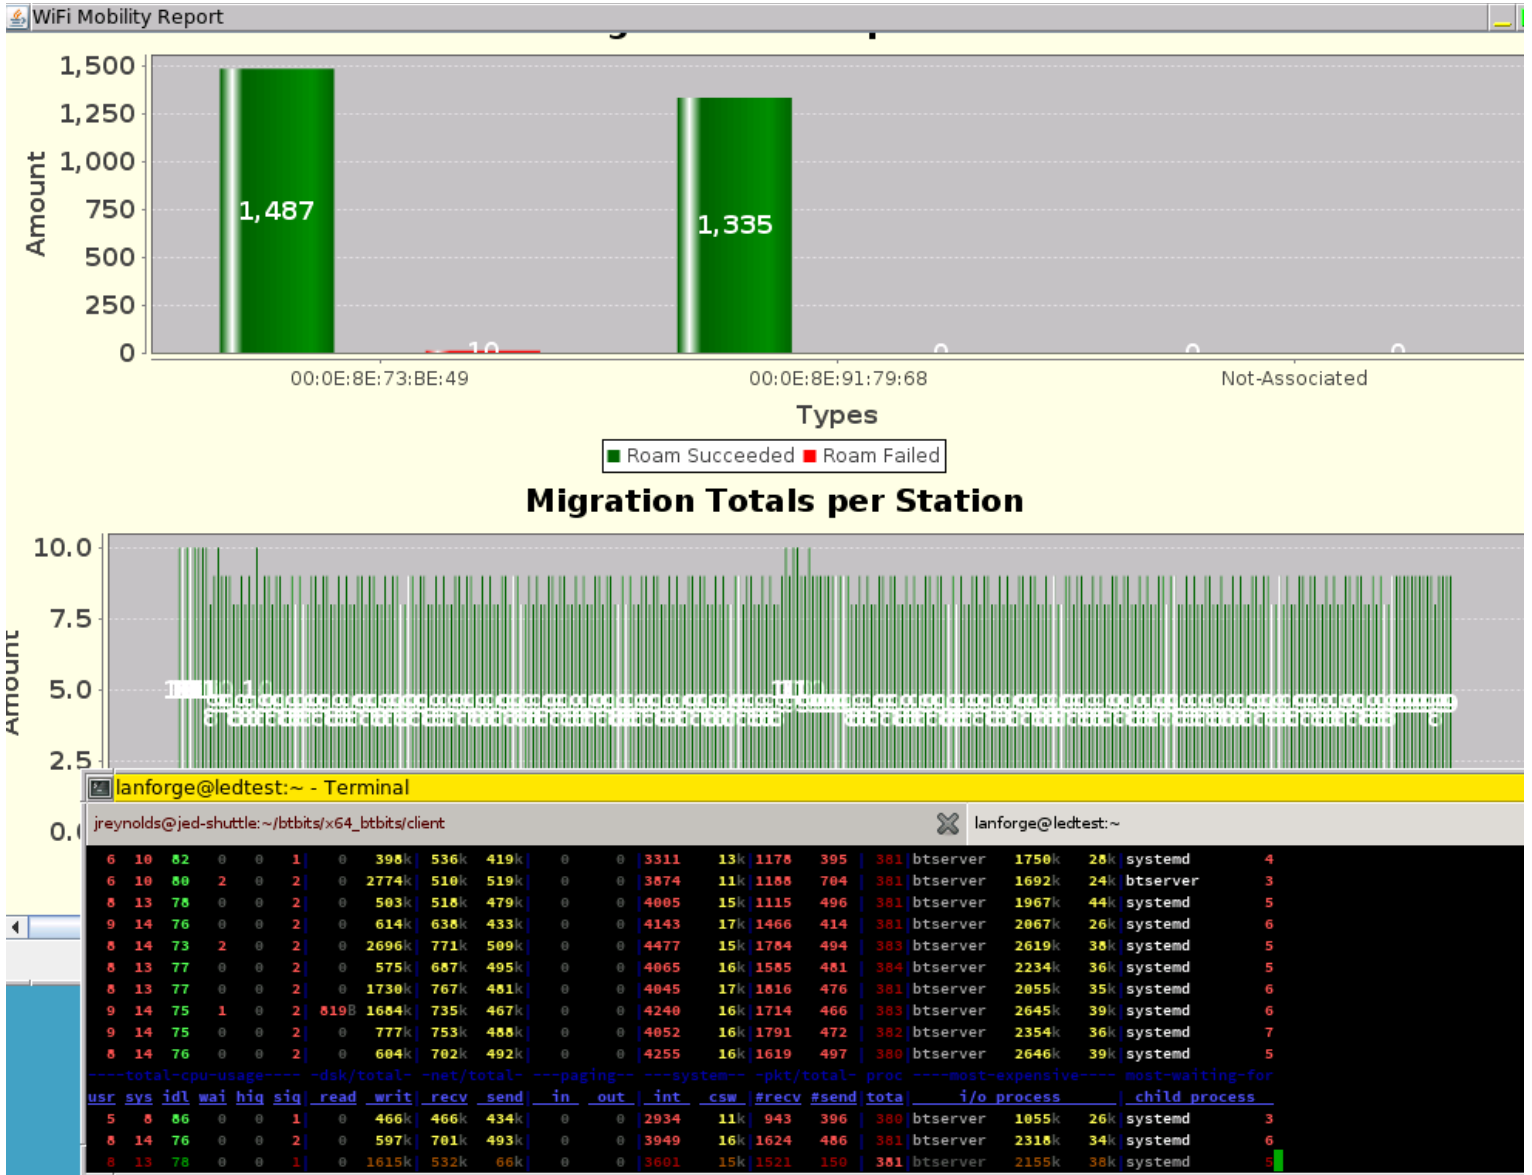 WiFi Mobility Report
1,500
1,250
1,000
750
500
250
0
Amount
1,487
10
1,335
0
0
0
00:0E:8E:73:BE:49 00:0E:8E:91:79:68 Not-Associated
Types
Roam Succeeded Roam Failed
Migration Totals per Station
10.0
7.5
5.0
2.5
Amount
lanforge@ledtest:~ - Terminal
jreynolds@jed-shuttle:~/btbits/x64_btbits/client lanforge@ledtest:~
6 10 82 0 0 1 0 398k 536k 419k 0 0 3311 13k 1178 395 381 btserver 1750k 28k systemd 4
6 10 80 2 0 2 0 2774k 510k 519k 0 0 3874 11k 1188 704 381 btserver 1692k 24k btserver 3
8 13 78 0 0 2 0 503k 518k 479k 0 0 4005 15k 1115 496 381 btserver 1967k 44k systemd 5
9 14 76 0 0 2 0 614k 638k 433k 0 0 4143 17k 1466 414 381 btserver 2067k 26k systemd 6
8 14 73 2 0 2 0 2696k 771k 509k 0 0 4477 15k 1784 494 383 btserver 2619k 38k systemd 5
8 13 77 0 0 2 0 575k 687k 495k 0 0 4065 16k 1585 481 384 btserver 2234k 36k systemd 5
8 13 77 0 0 2 0 1730k 767k 481k 0 0 4045 17k 1816 476 381 btserver 2055k 35k systemd 6
9 14 75 1 0 2 819B 1684k 735k 467k 0 0 4240 16k 1714 466 383 btserver 2645k 39k systemd 6
9 14 75 0 0 2 0 777k 753k 488k 0 0 4052 16k 1791 472 382 btserver 2354k 36k systemd 7
8 14 76 0 0 2 0 604k 702k 492k 0 0 4255 16k 1619 497 380 btserver 2646k 39k systemd 5
----total-cpu-usage---- -dsk/total- -net/total- ---paging-- ---system-- -pkt/total- proc ----most-expensive---- most-waiting-for
usr sys idl wai hiq siq read writ recv send in out int csw #recv #send tota i/o process child process
5 8 86 0 0 1 0 466k 466k 434k 0 0 2934 11k 943 396 380 btserver 1055k 26k systemd 3
8 14 76 0 0 2 0 597k 701k 493k 0 0 3949 16k 1624 486 381 btserver 2318k 34k systemd 6
8 13 78 0 0 1 0 1615k 532k 66k 0 0 3601 15k 1521 150 381 btserver 2155k 38k systemd 5